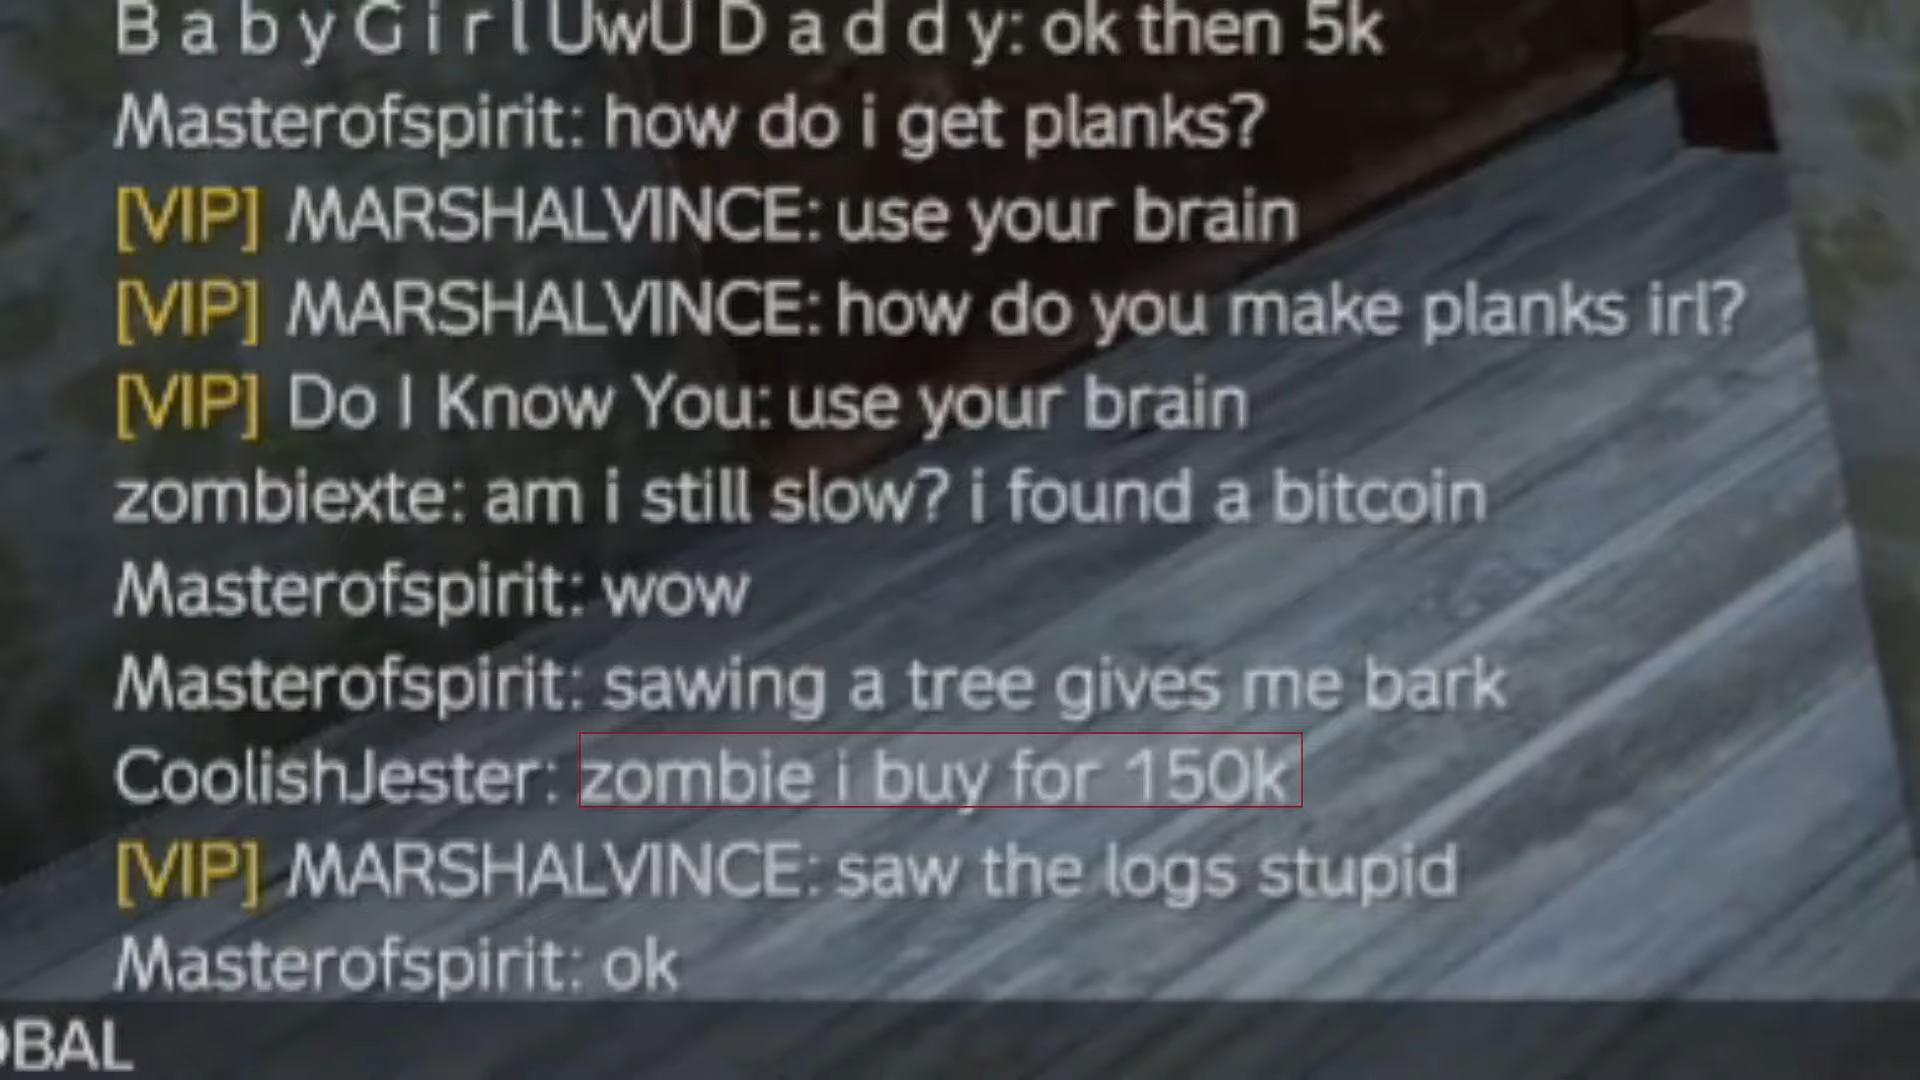 B a b y G i r l UwU D a d d y: ok then 5k
Masterofspirit: how do i get planks?
[VIP] MARSHALVINCE: use your brain
[VIP] MARSHALVINCE: how do you make planks irl?
[VIP] Do I Know You: use your brain
zombiexte: am i still slow? i found a bitcoin
Masterofspirit: wow
Masterofspirit: sawing a tree gives me bark
CoolishJester: zombie i buy for 150k
[VIP] MARSHALVINCE: saw the logs stupid
Masterofspirit: ok
OBAL